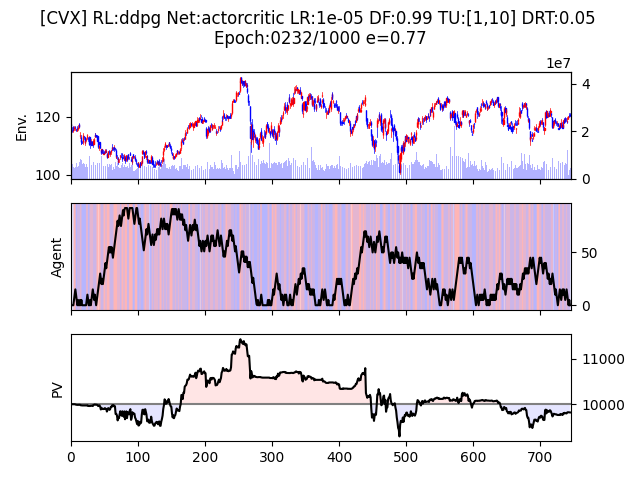 [CVX] RL:ddpg Net:actorcritic LR:1e-05 DF:0.99 TU:[1,10] DRT:0.05
Epoch:0232/1000 e=0.77
1e7
Env.
120
100
4
2
0
Agent
50
0
PV
11000
10000
0 100 200 300 400 500 600 700